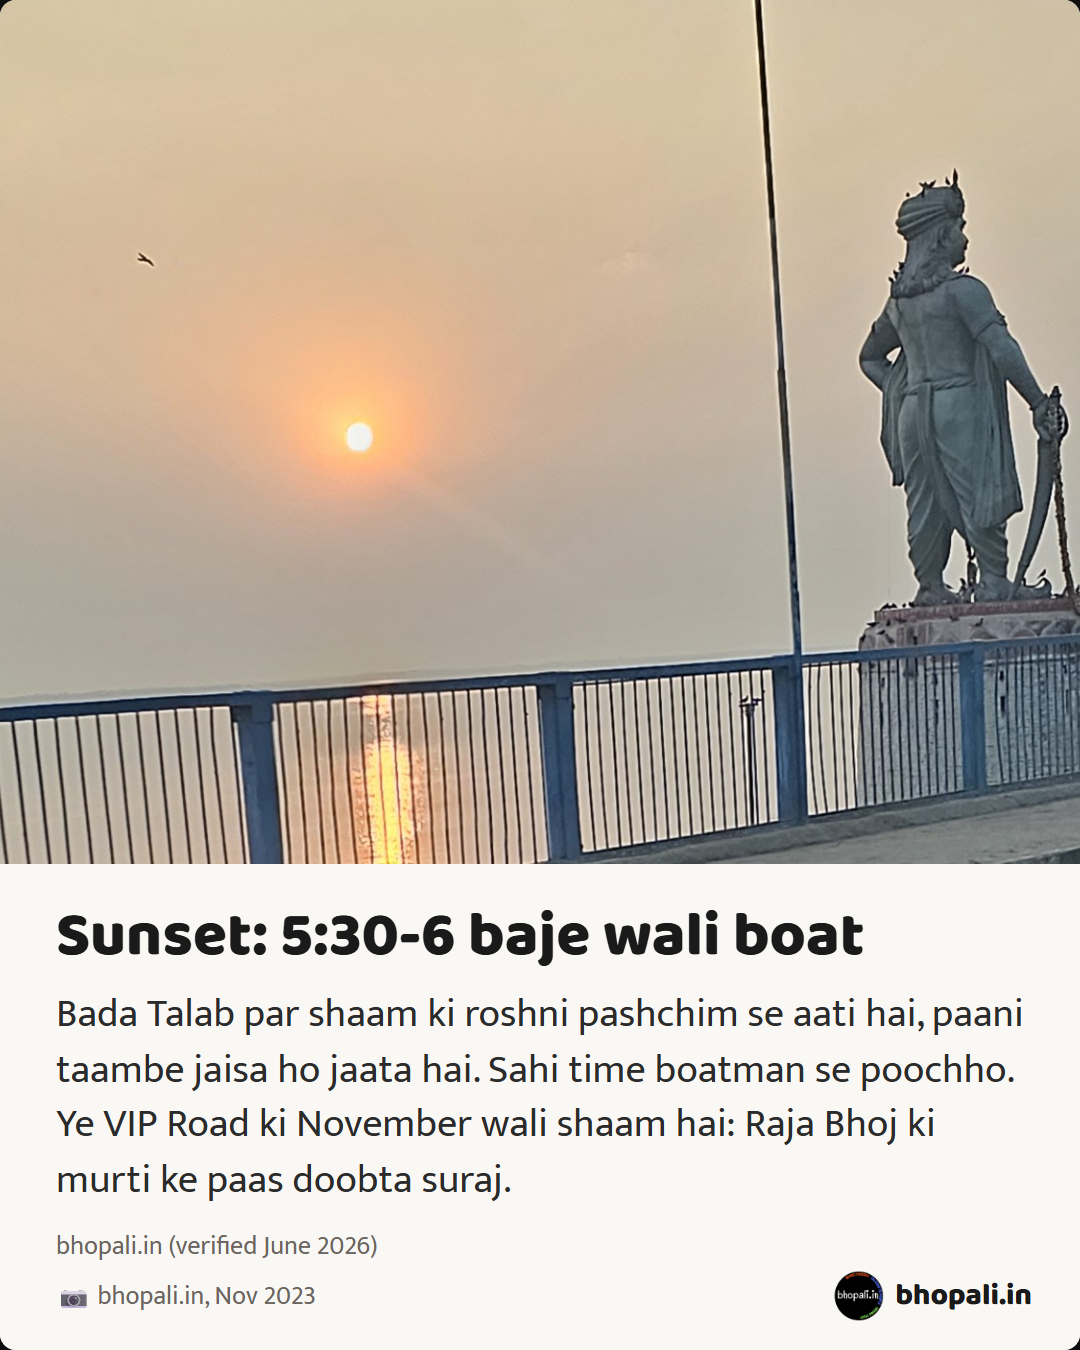 Sunset: 5:30-6 baje wali boat
Bada Talab par shaam ki roshni pashchim se aati hai, paani
taambe jaisa ho jaata hai. Sahi time boatman se poochho.
Ye VIP Road ki November wali shaam hai: Raja Bhoj ki
murti ke paas doobta suraj.
bhopali.in (verified June 2026)
bhopali.in, Nov 2023
bhopali.in
bhopali.in